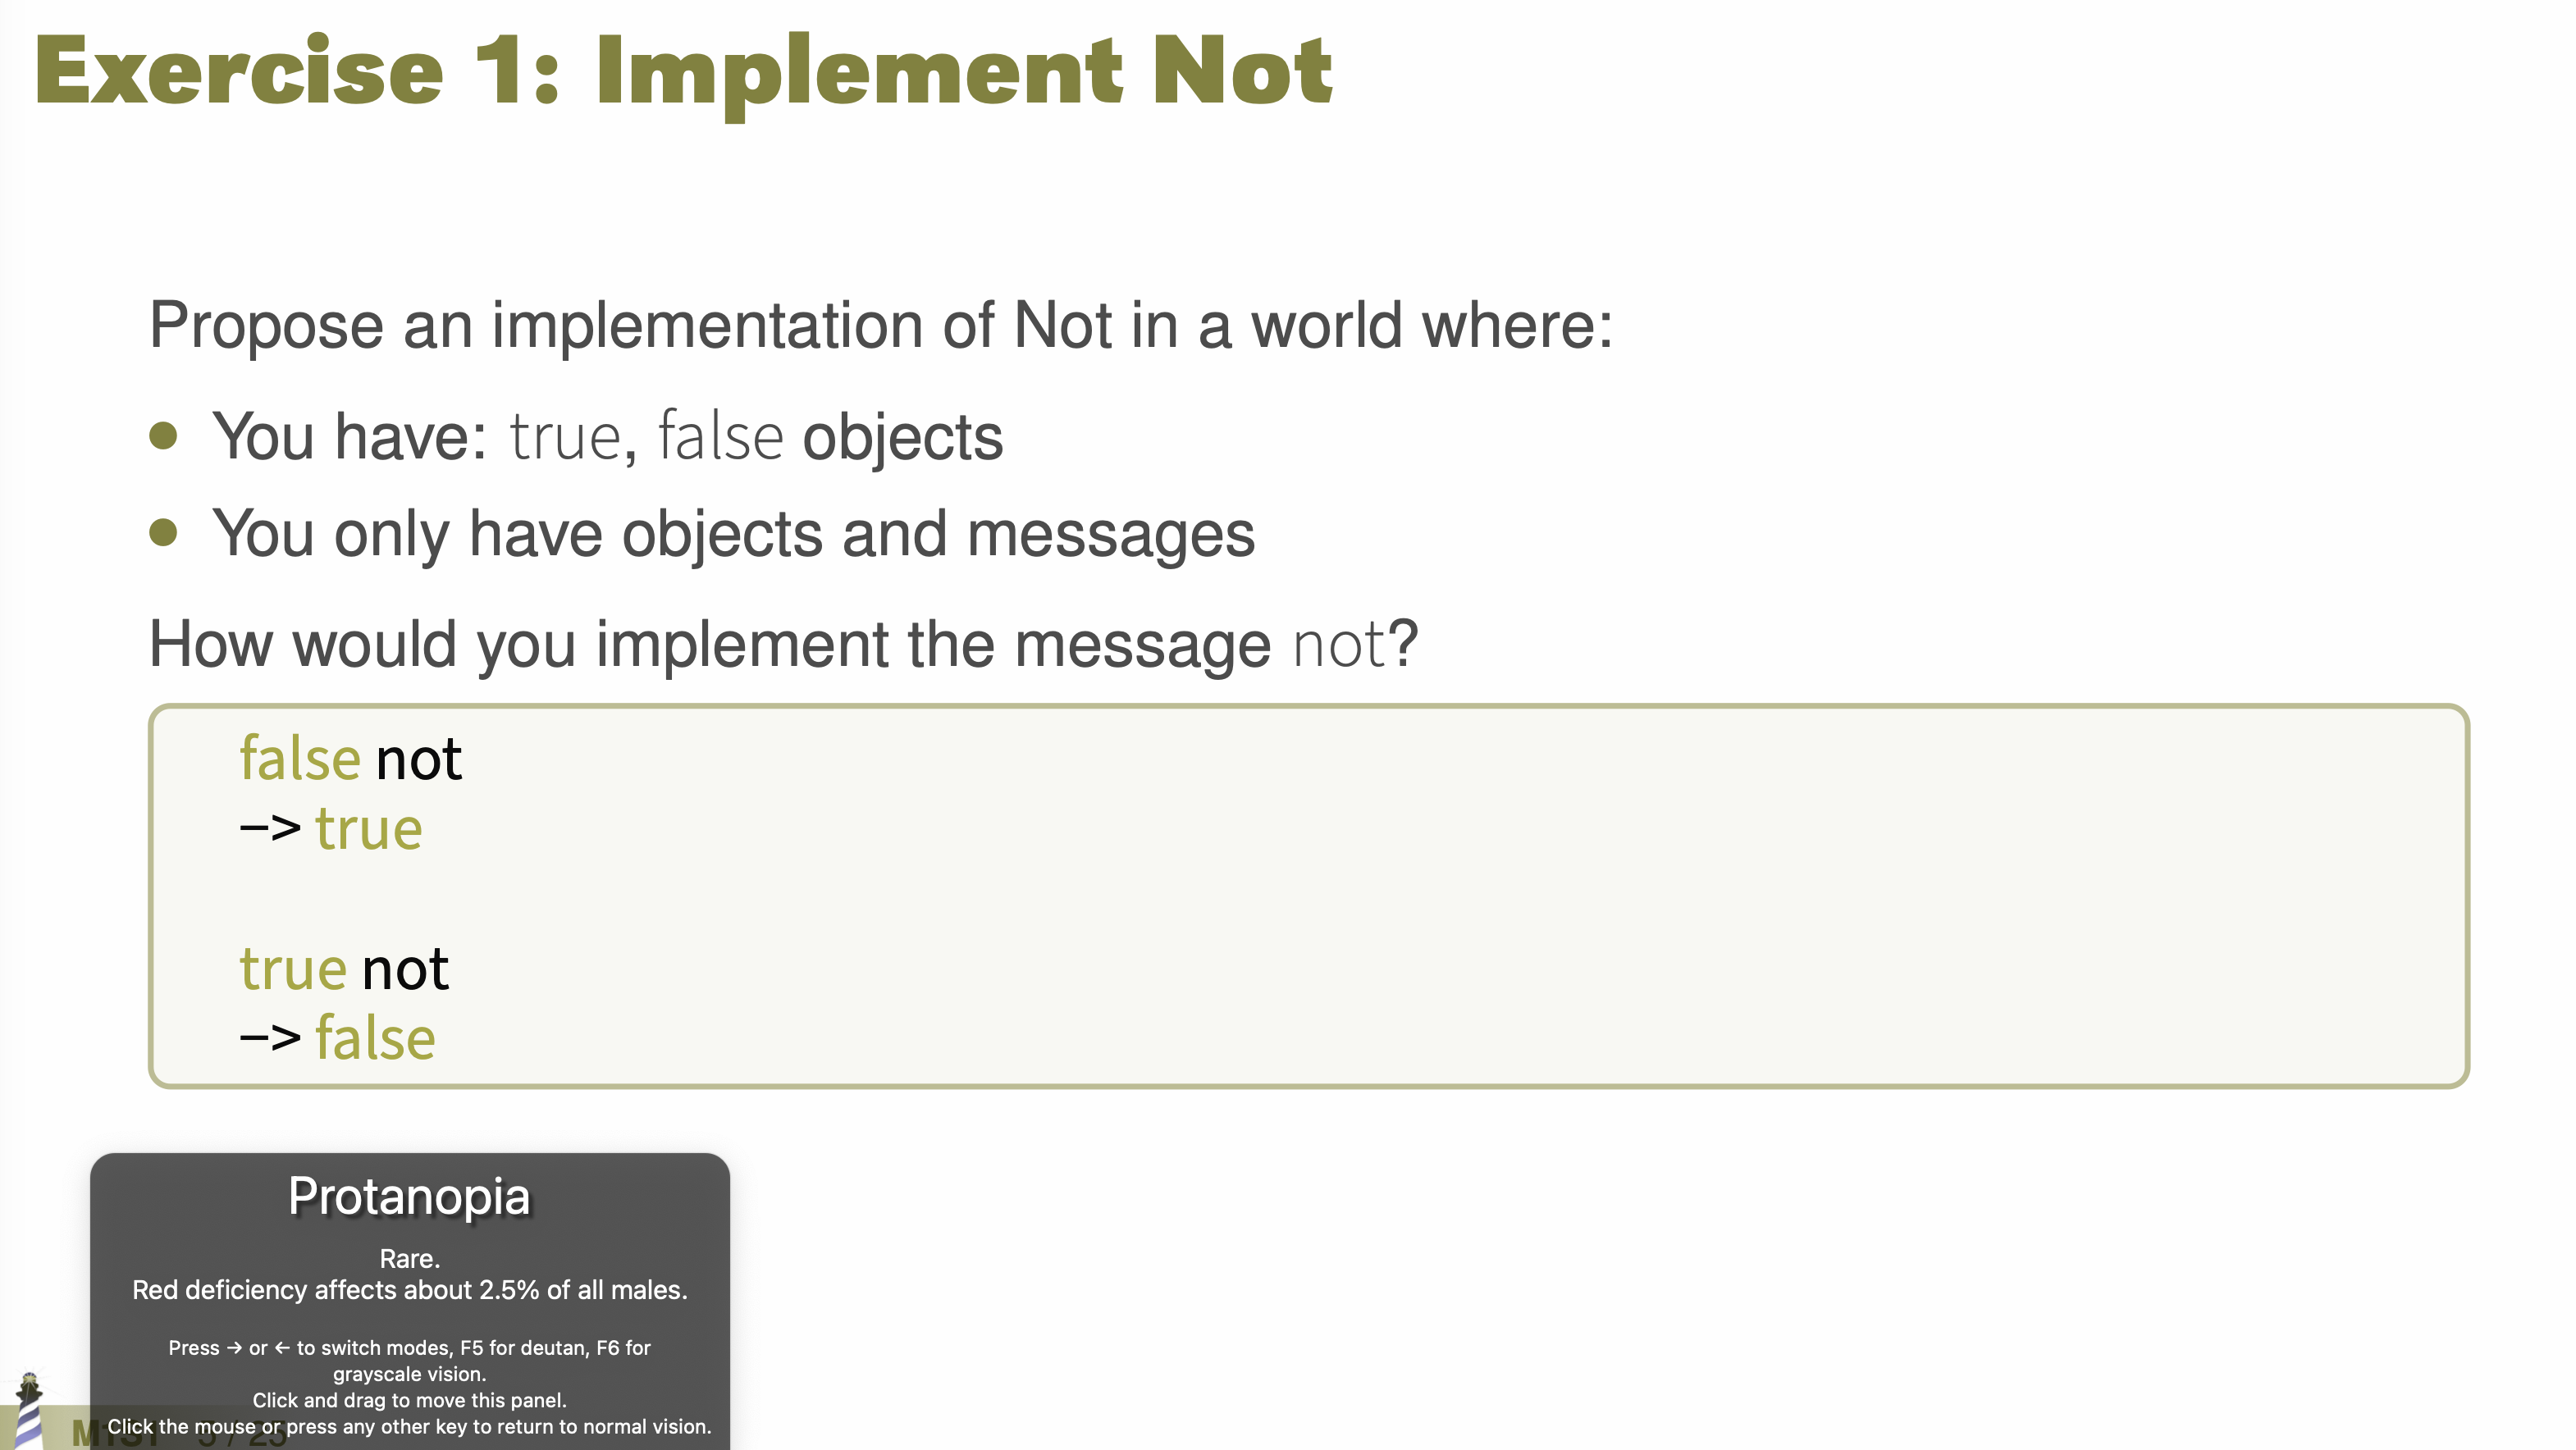 Exercise 1: Implement Not
Propose an implementation of Not in a world where:
• You have: true, false objects
• You only have objects and messages
How would you implement the message not?
false not
–> true
true not
–> false
Protanopia
Rare.
Red deficiency affects about 2.5% of all males.
Press → or ← to switch modes, F5 for deutan, F6 for
grayscale vision.
Click and drag to move this panel.
Click the mouse or press any other key to return to normal vision.
/ 25